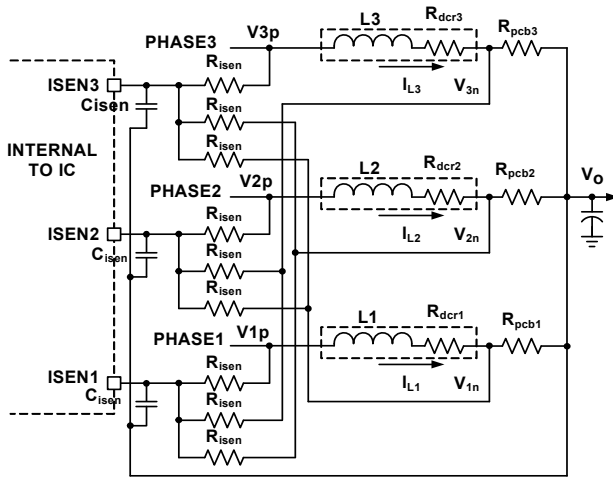 PHASE3
V3p
L3
Rdcr3
Rpcb3
Risen
ISEN3
IL3
V3n
Cisen
Risen
Risen
INTERNAL
TO IC
PHASE2
V2p
L2
Rdcr2
Rpcb2
Vo
Risen
ISEN2
IL2
V2n
Cisen
Risen
Risen
PHASE1
V1p
L1
Rdcr1
Rpcb1
Risen
ISEN1
IL1
V1n
Cisen
Risen
Risen